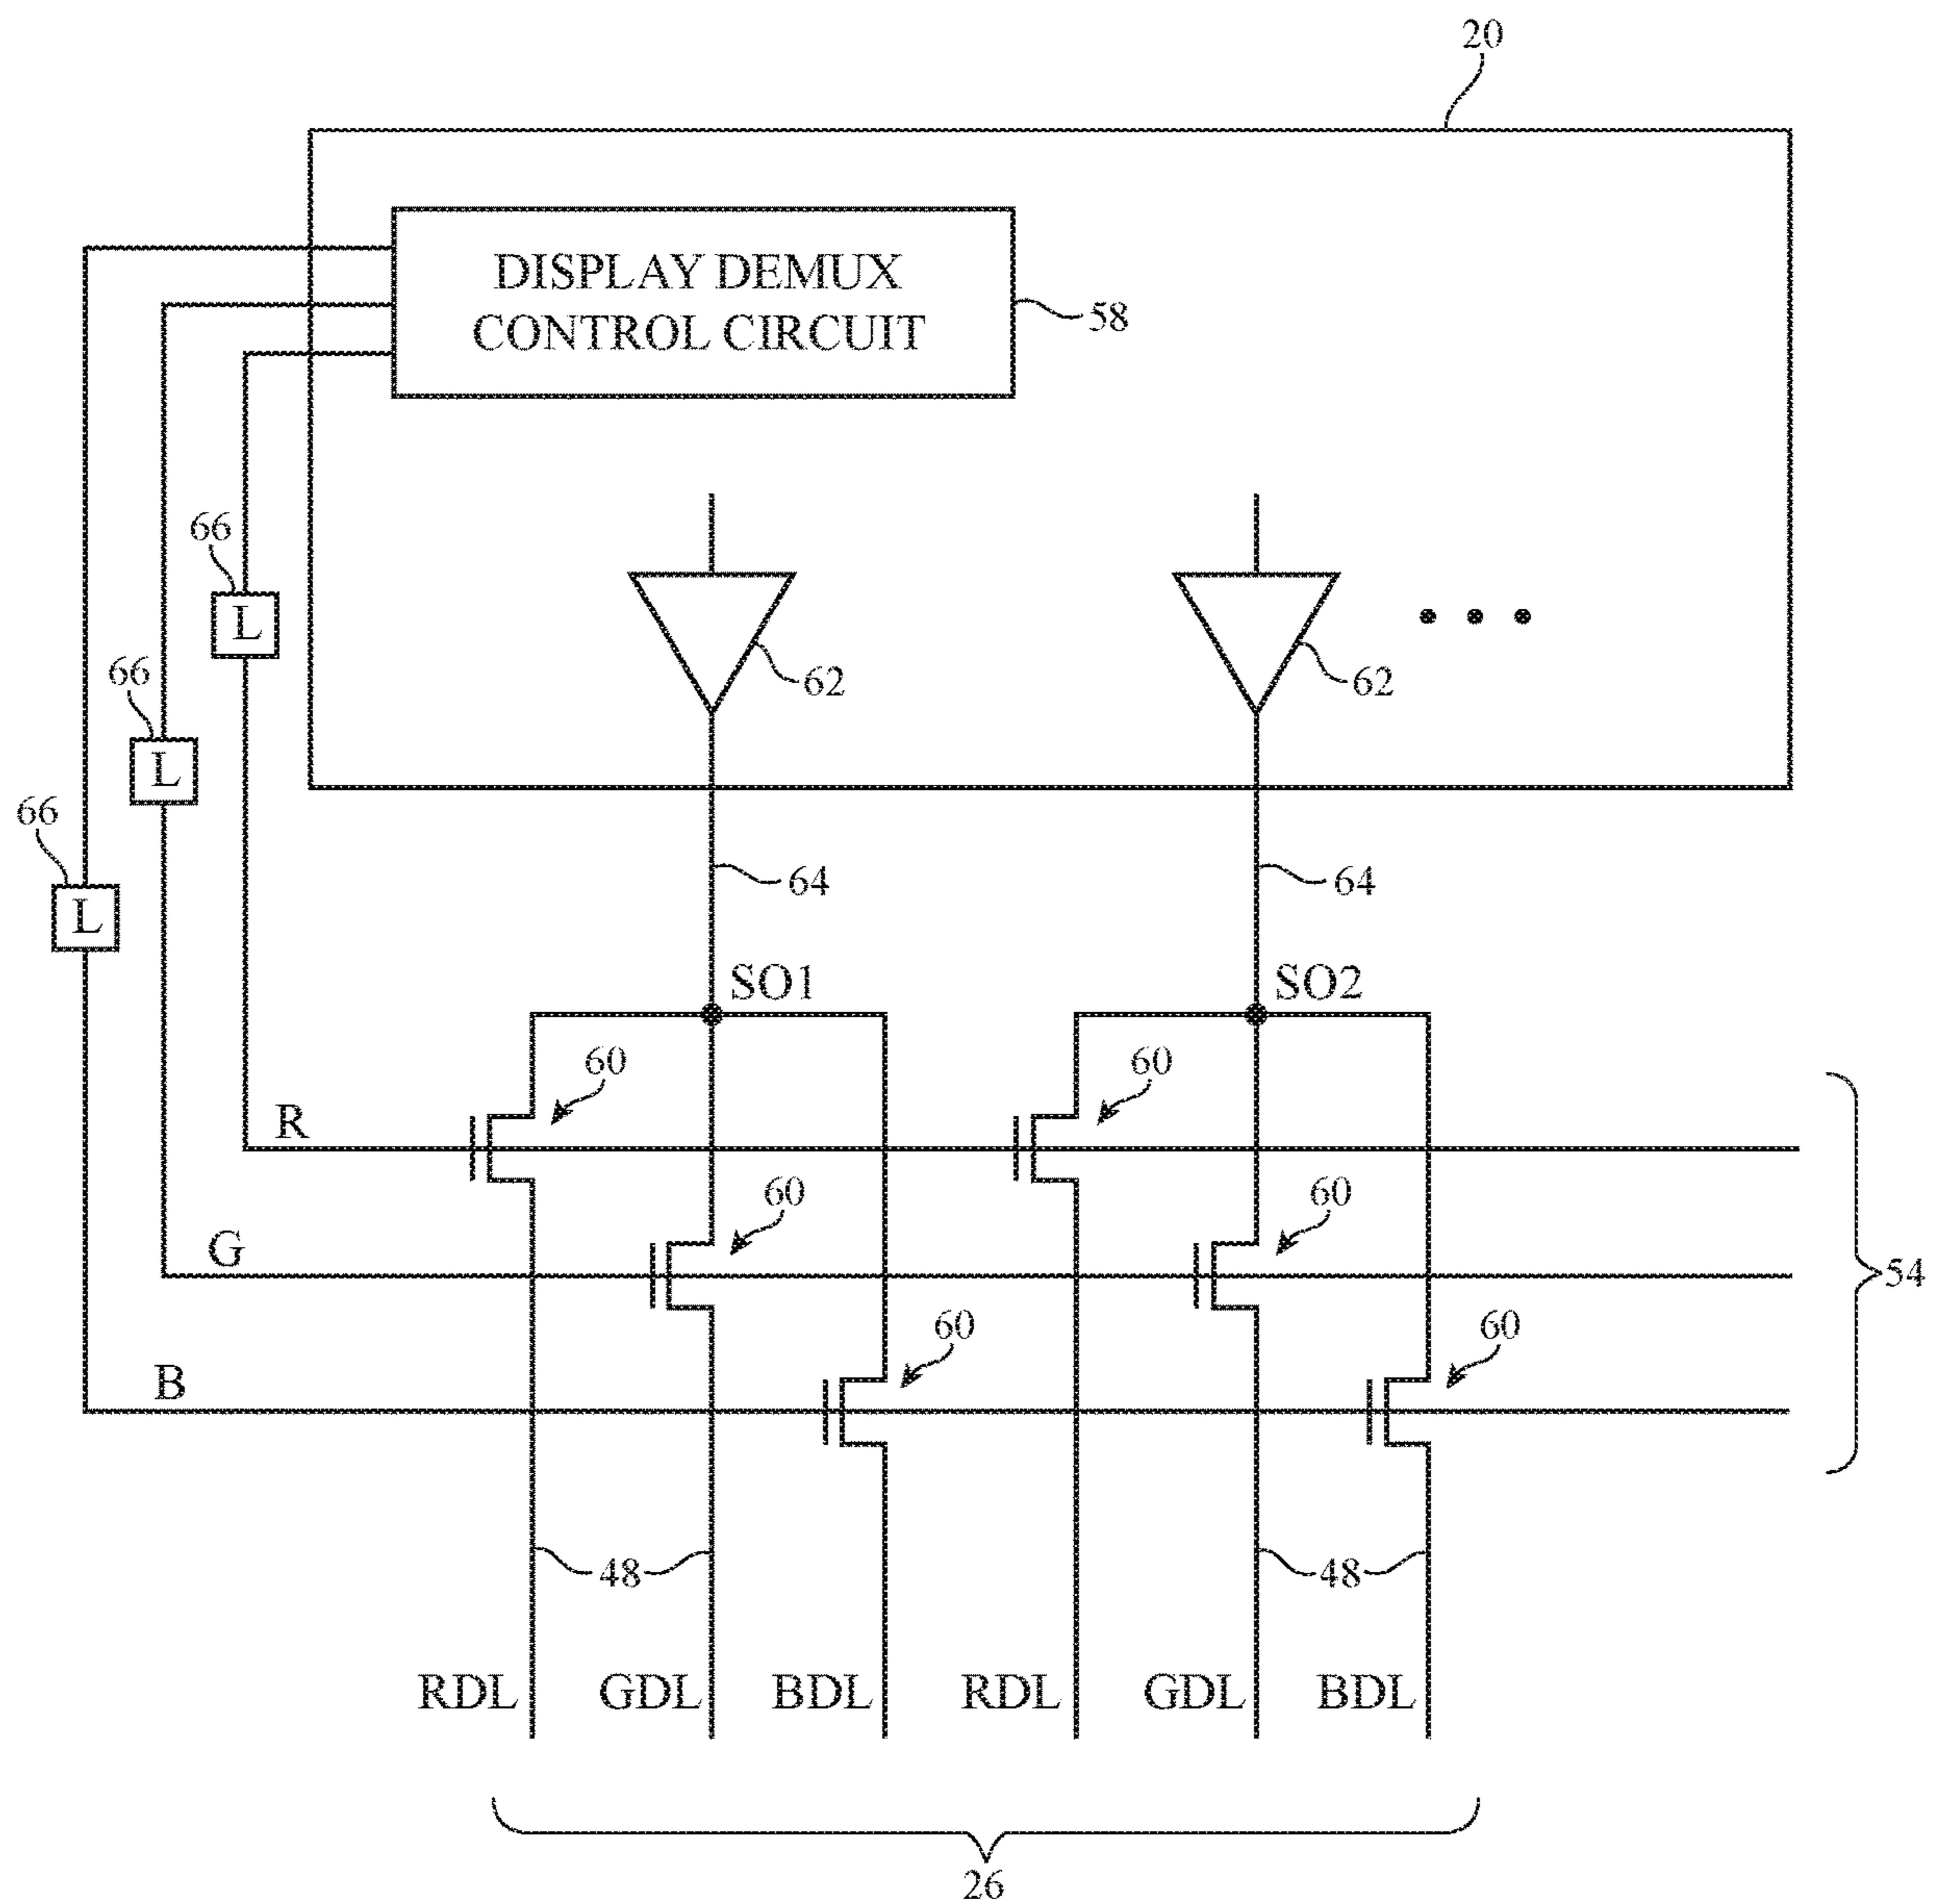 20
DISPLAY DEMUX
CONTROL CIRCUIT
58
66
L
62
62
66
L
66
L
64
64
SO1
SO2
60
60
R
60
60
G
54
60
60
B
48
48
RDL
GDL
BDL
RDL
GDL
BDL
26